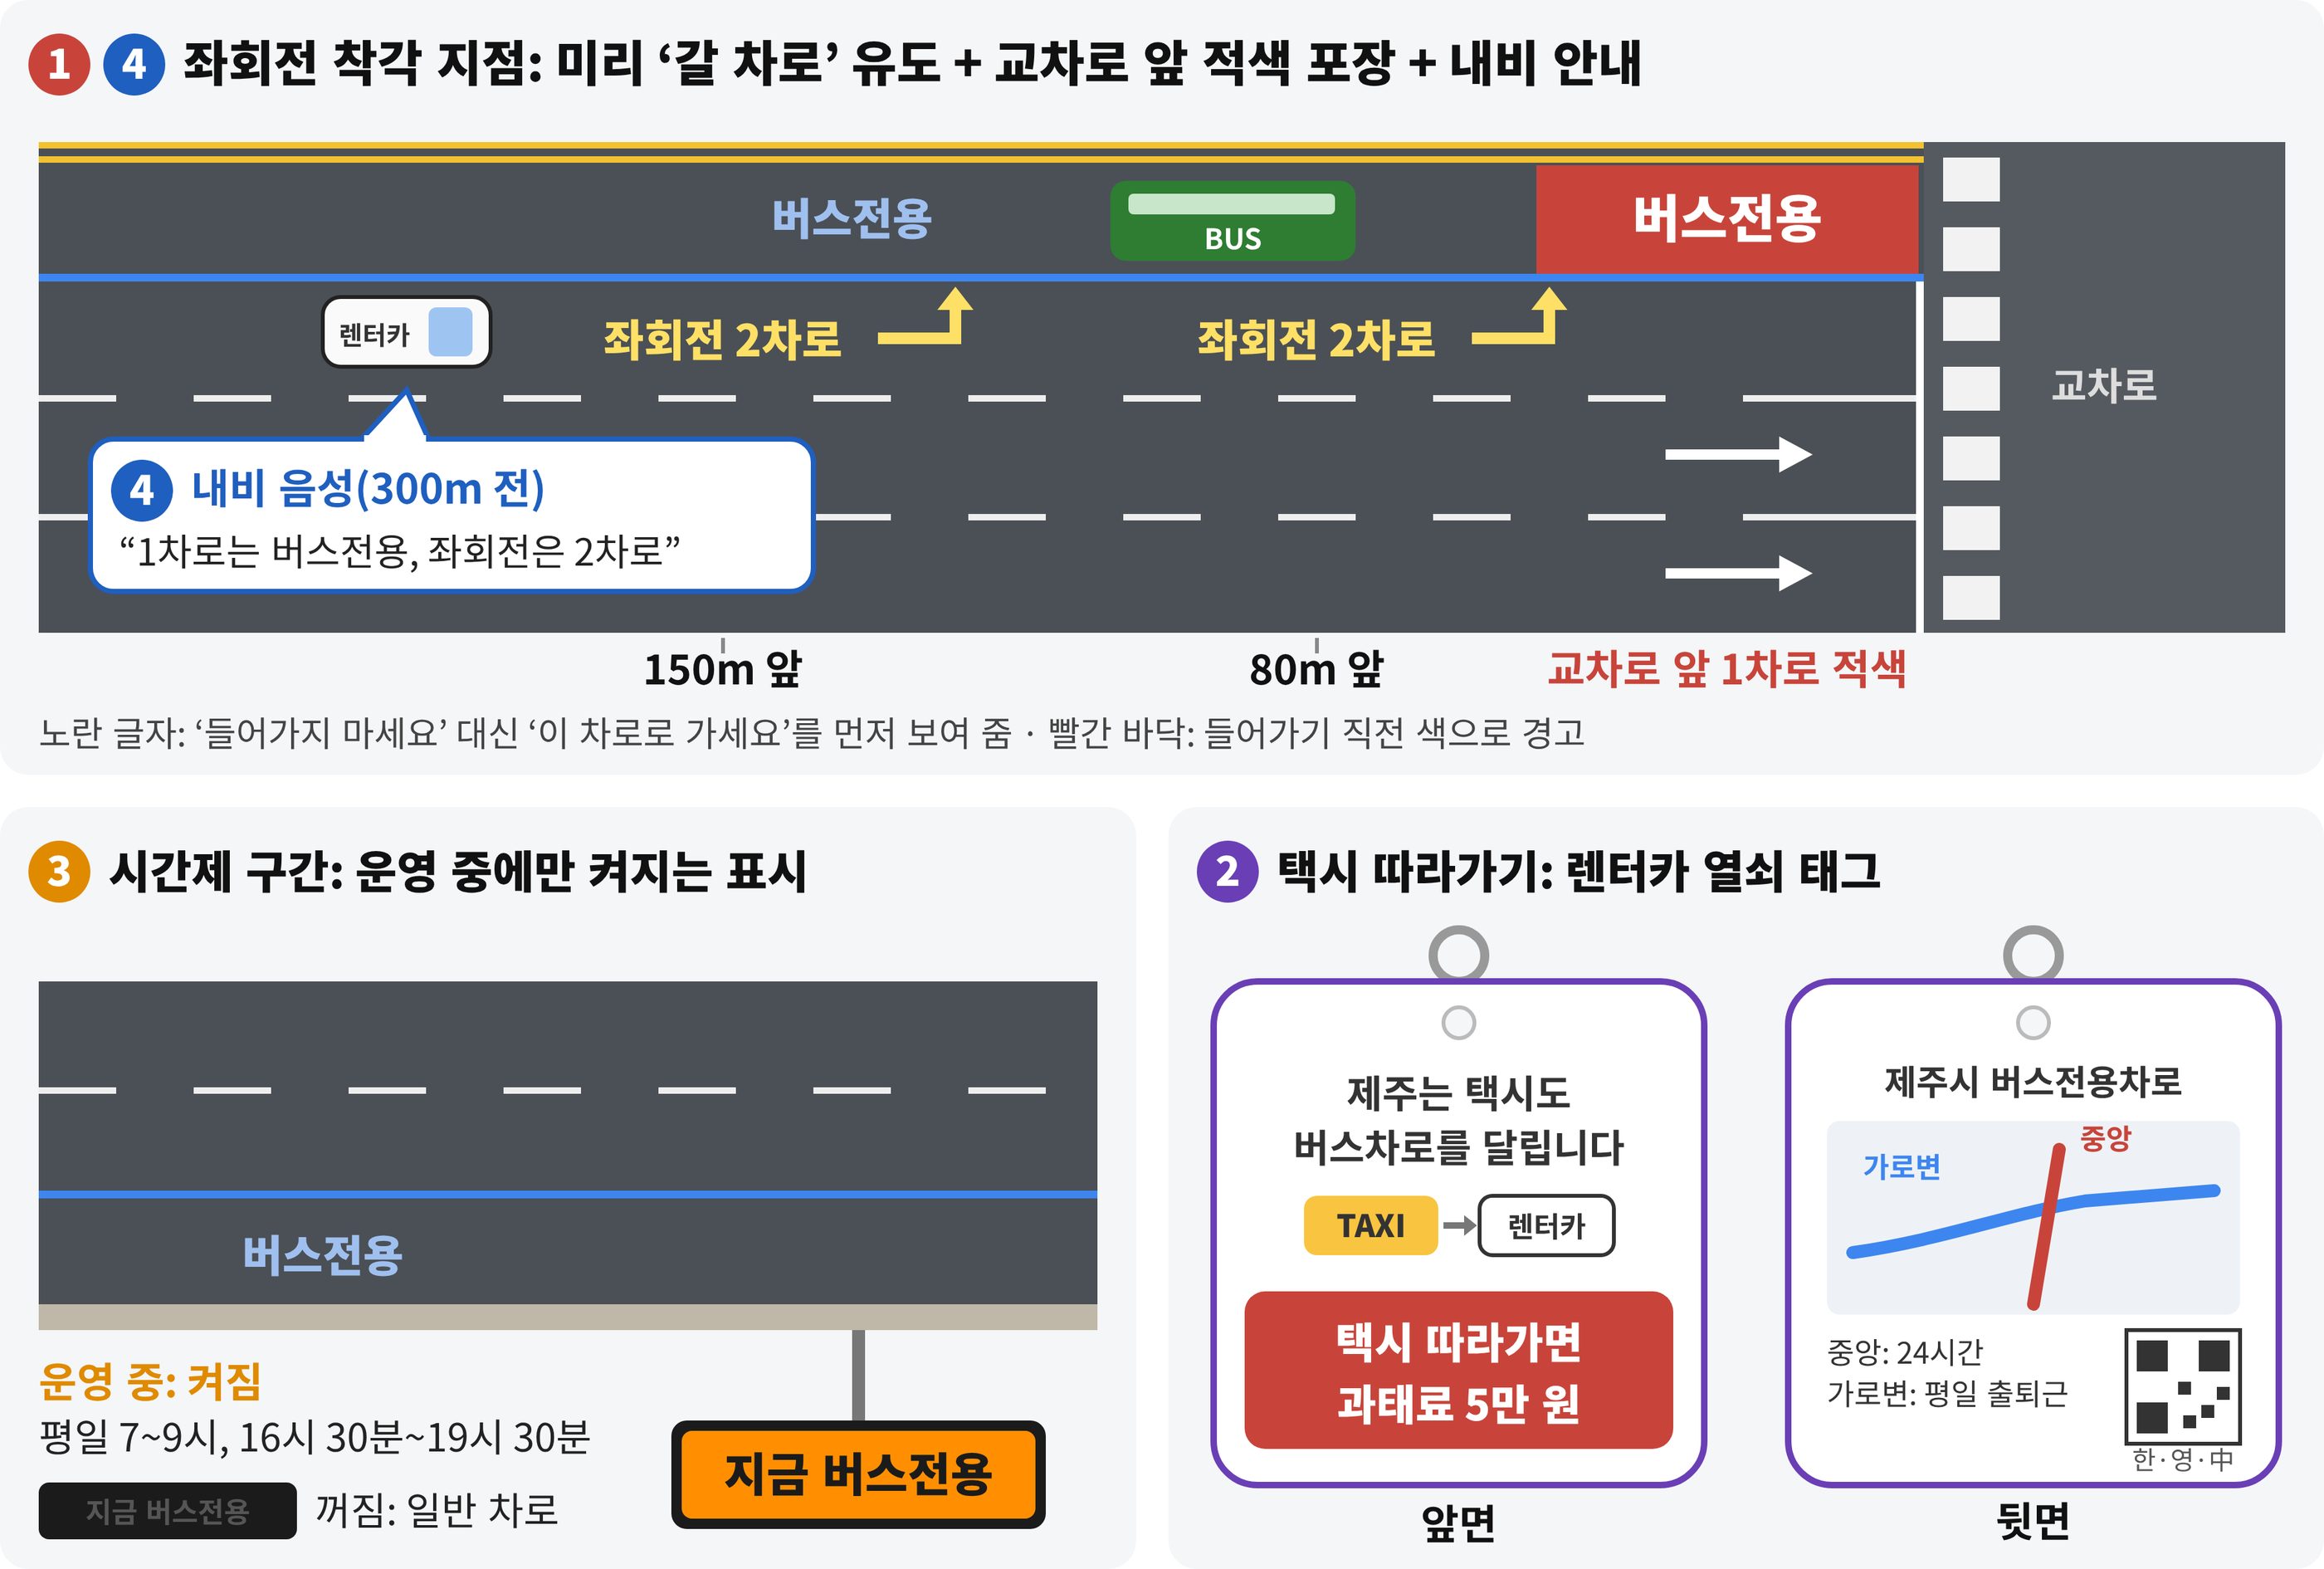 1 4 좌회전 착각 지점: 미리 ‘갈 차로’ 유도 + 교차로 앞 적색 포장 + 내비 안내
버스전용
BUS
버스전용
렌터카
좌회전 2차로
좌회전 2차로
교차로
4 내비 음성(300m 전)
“1차로는 버스전용, 좌회전은 2차로”
150m 앞
80m 앞
교차로 앞 1차로 적색
노란 글자: ‘들어가지 마세요’ 대신 ‘이 차로로 가세요’를 먼저 보여 줌 · 빨간 바닥: 들어가기 직전 색으로 경고
3 시간제 구간: 운영 중에만 켜지는 표시
버스전용
운영 중: 켜짐
평일 7~9시, 16시 30분~19시 30분
지금 버스전용
꺼짐: 일반 차로
지금 버스전용
2 택시 따라가기: 렌터카 열쇠 태그
제주는 택시도
버스차로를 달립니다
TAXI
렌터카
택시 따라가면
과태료 5만 원
앞면
제주시 버스전용차로
중앙
가로변
중앙: 24시간
가로변: 평일 출퇴근
한·영·中
뒷면